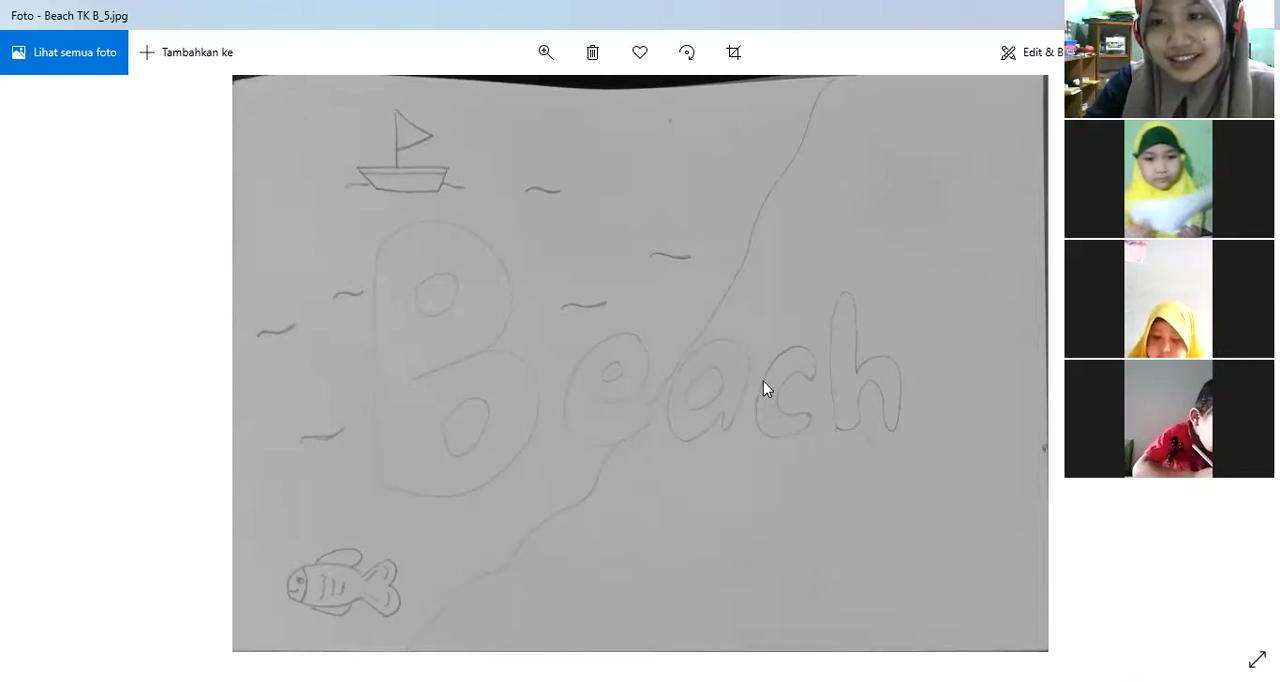 Foto - Beach TK B_5.jpg
Lihat semua foto
Tambahkan ke
Edit & B
Beach